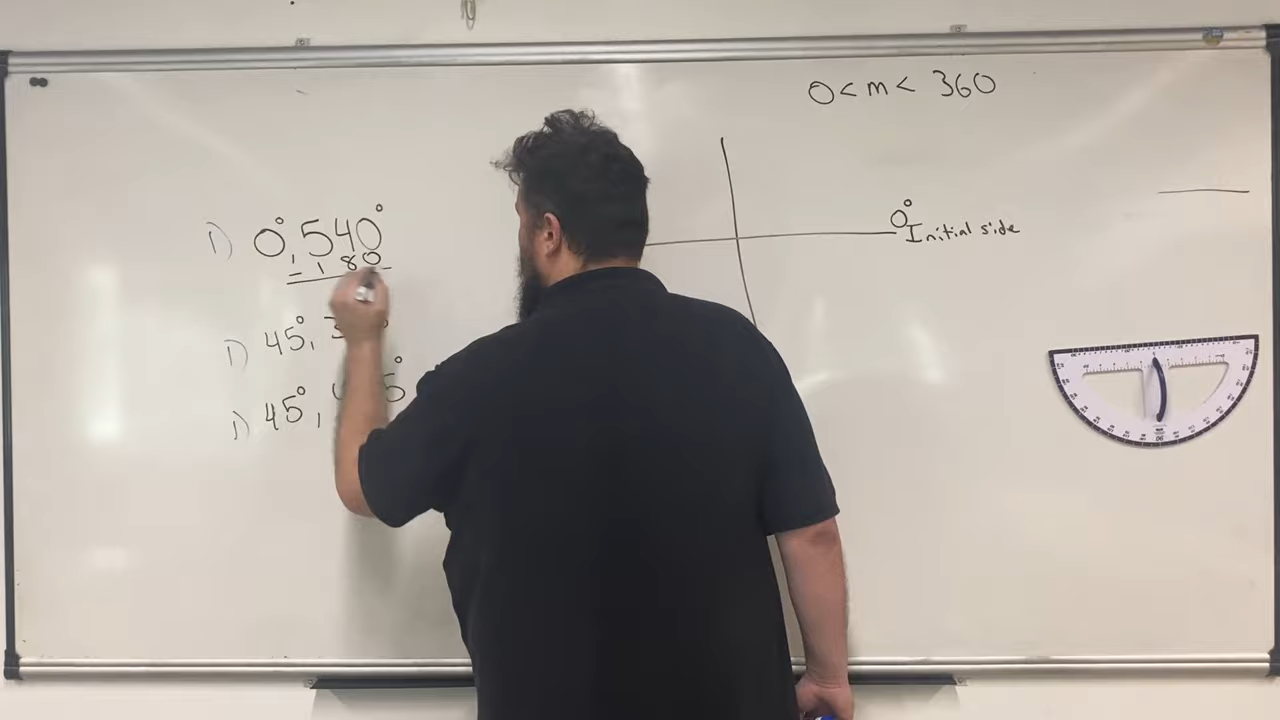 0 < m < 360
0°
Initial side
1) 0°, 540°
- 180
1) 45°,
1) 45°,